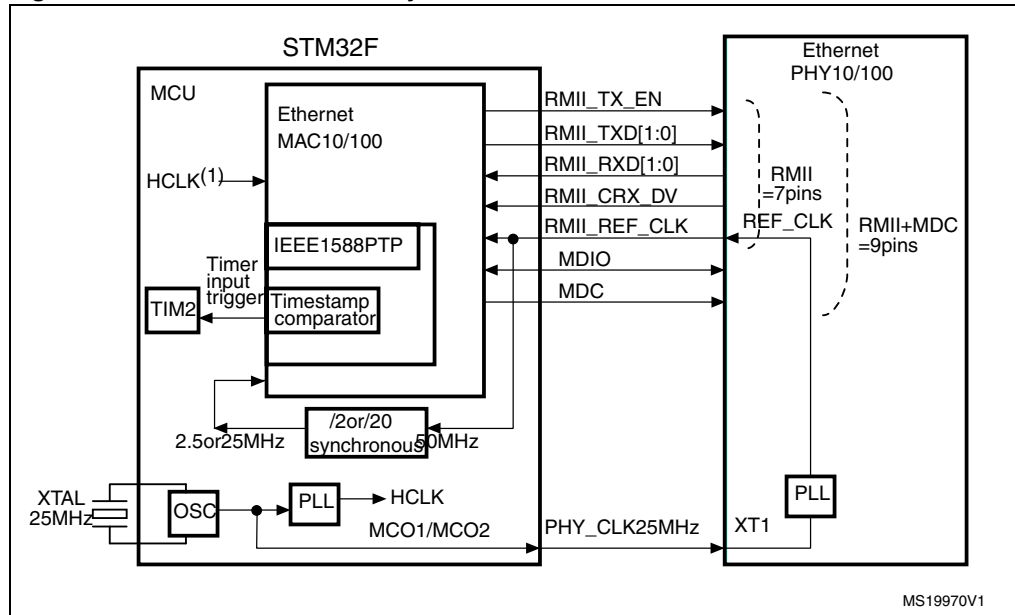 STM32F
MCU
Ethernet
MAC10/100
HCLK(1)
IEEE1588PTP
Timer
input
trigger
Timestamp
comparator
TIM2
/2or/20
synchronous
2.5or25MHz
50MHz
XTAL
25MHz
OSC
PLL
HCLK
MCO1/MCO2
RMII_TX_EN
RMII_TXD[1:0]
RMII_RXD[1:0]
RMII_CRX_DV
RMII_REF_CLK
MDIO
MDC
PHY_CLK25MHz
Ethernet
PHY10/100
RMII
=7pins
REF_CLK
RMII+MDC
=9pins
PLL
XT1
MS19970V1